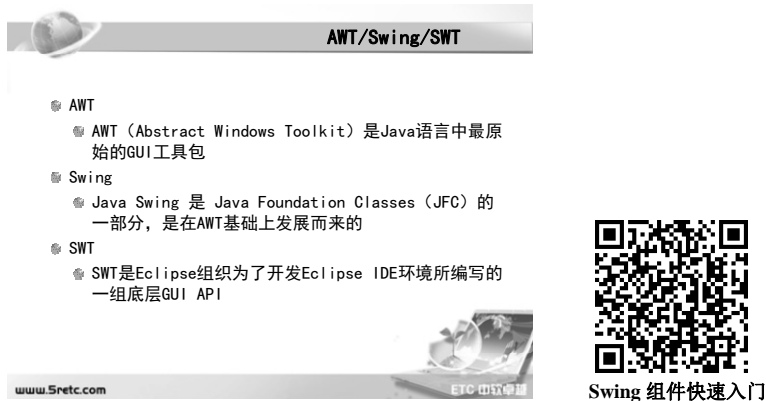 AWT/Swing/SWT
AWT
AWT（Abstract Windows Toolkit）是Java语言中最原
始的GUI工具包
Swing
Java Swing 是 Java Foundation Classes（JFC）的
一部分，是在AWT基础上发展而来的
SWT
SWT是Eclipse组织为了开发Eclipse IDE环境所编写的
一组底层GUI API
www.5retc.com
ETC 中软卓越
Swing 组件快速入门